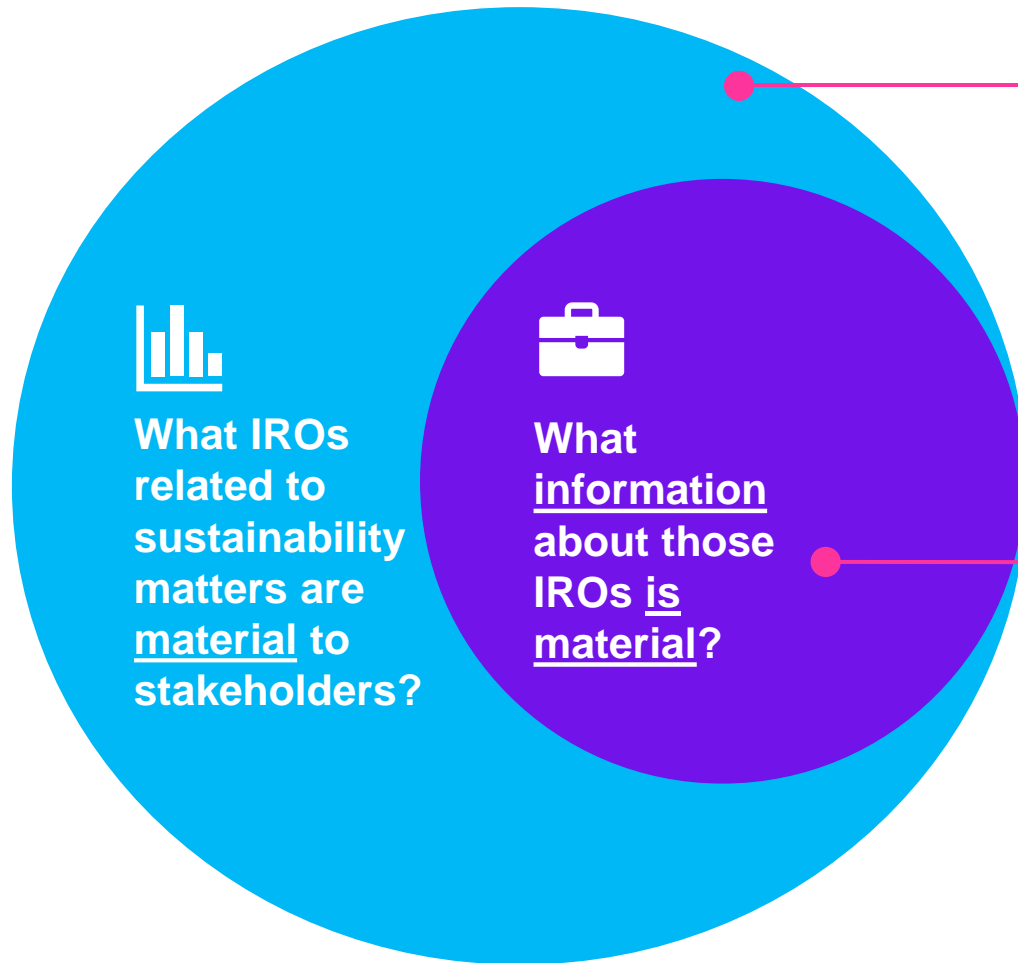 What IROs
related to
sustainability
matters are
material to
stakeholders?
What
information
about those
IROs is
material?